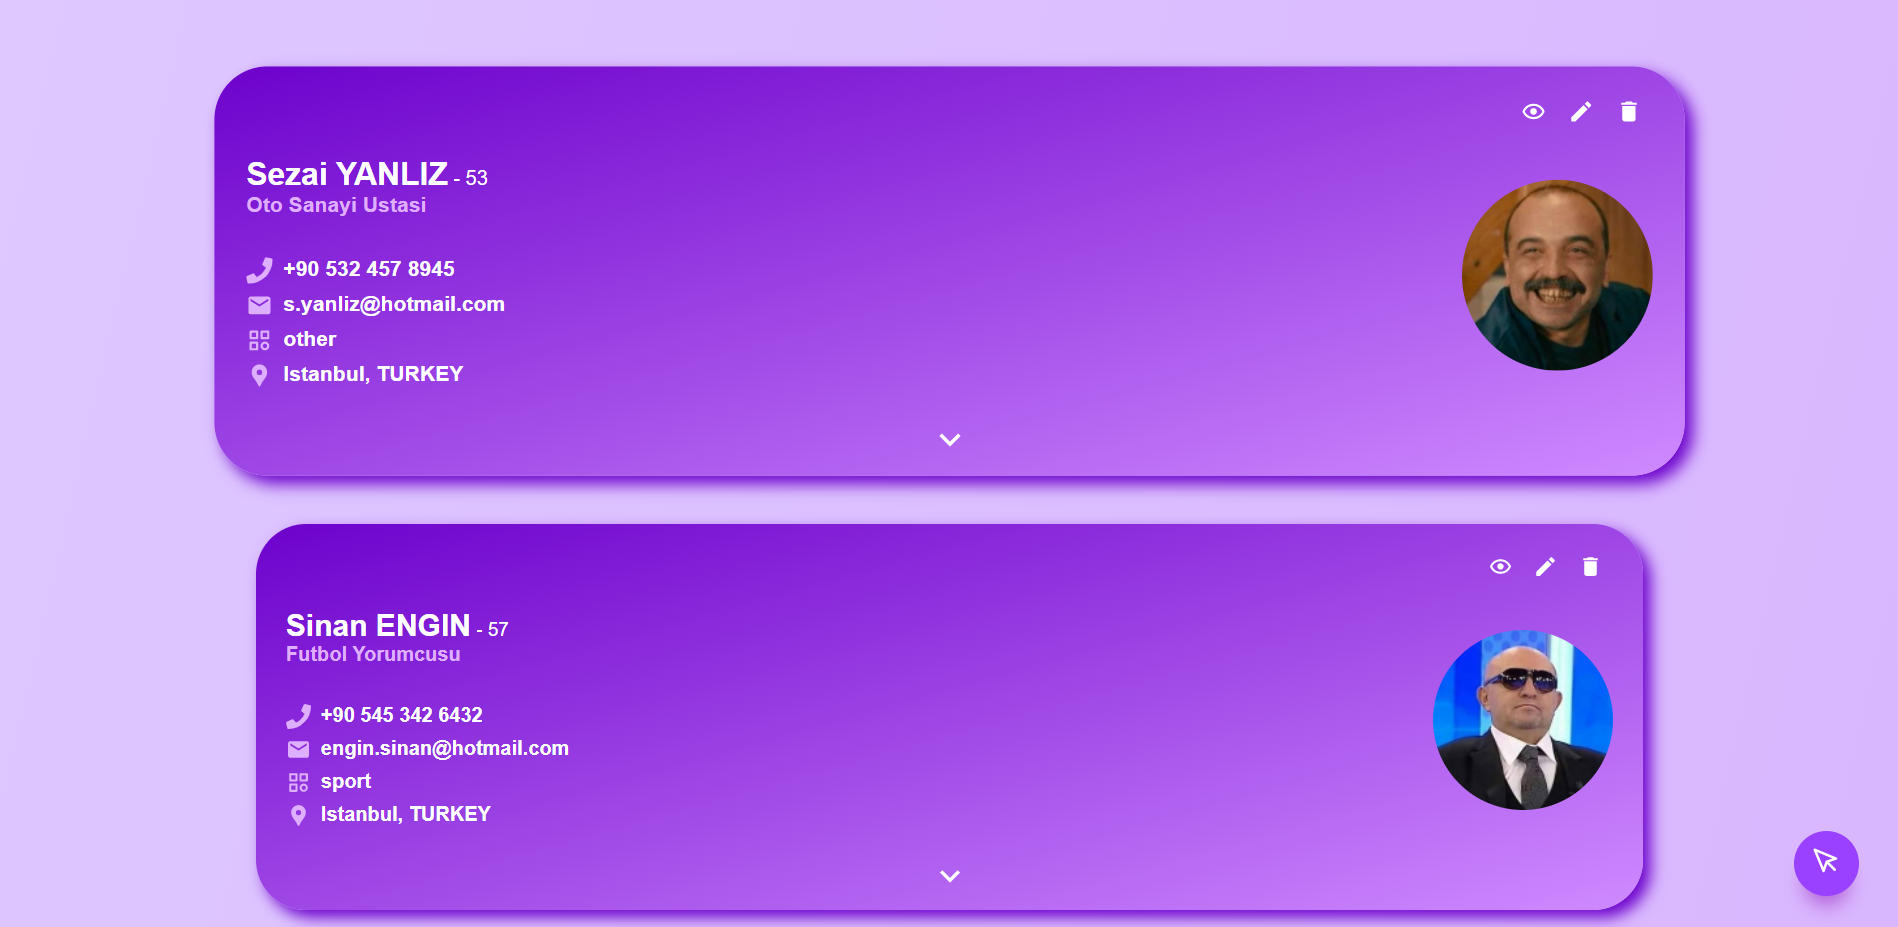 Sezai YANLIZ - 53
Oto Sanayi Ustasi
+90 532 457 8945
s.yanliz@hotmail.com
other
Istanbul, TURKEY
Sinan ENGIN - 57
Futbol Yorumcusu
+90 545 342 6432
engin.sinan@hotmail.com
sport
Istanbul, TURKEY